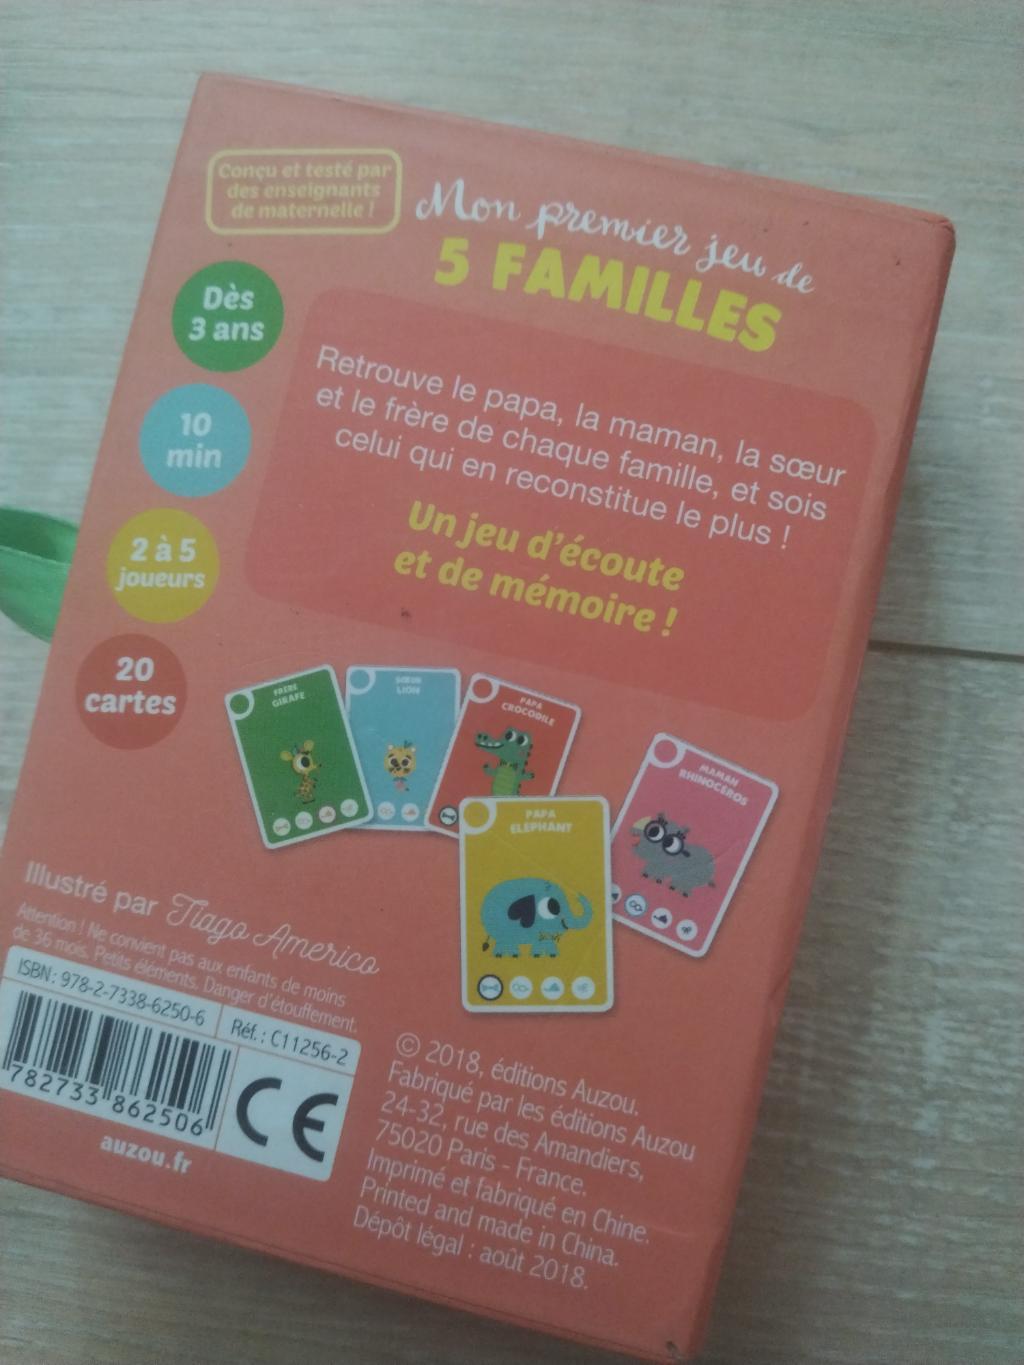 Conçu et testé par
des enseignants
de maternelle !
Mon premier jeu de
5 FAMILLES
Dès
3 ans
10
min
2 à 5
joueurs
20
cartes
Retrouve le papa, la maman, la sœur
et le frère de chaque famille, et sois
celui qui en reconstitue le plus !
Un jeu d'écoute
et de mémoire !
FRÈRE
GIRAFE
SŒUR
LION
PAPA
CROCODILE
PAPA
ELEPHANT
MAMAN
RHINOCEROS
Illustré par Tiago Americo
Attention ! Ne convient pas aux enfants de moins
de 36 mois. Petits éléments. Danger d'étouffement.
ISBN : 978-2-7338-6250-6
Réf. : C11256-2
782733 862506
CE
auzou.fr
© 2018, éditions Auzou.
Fabriqué par les éditions Auzou
24-32, rue des Amandiers,
75020 Paris - France.
Imprimé et fabriqué en Chine.
Printed and made in China.
Dépôt légal : août 2018.